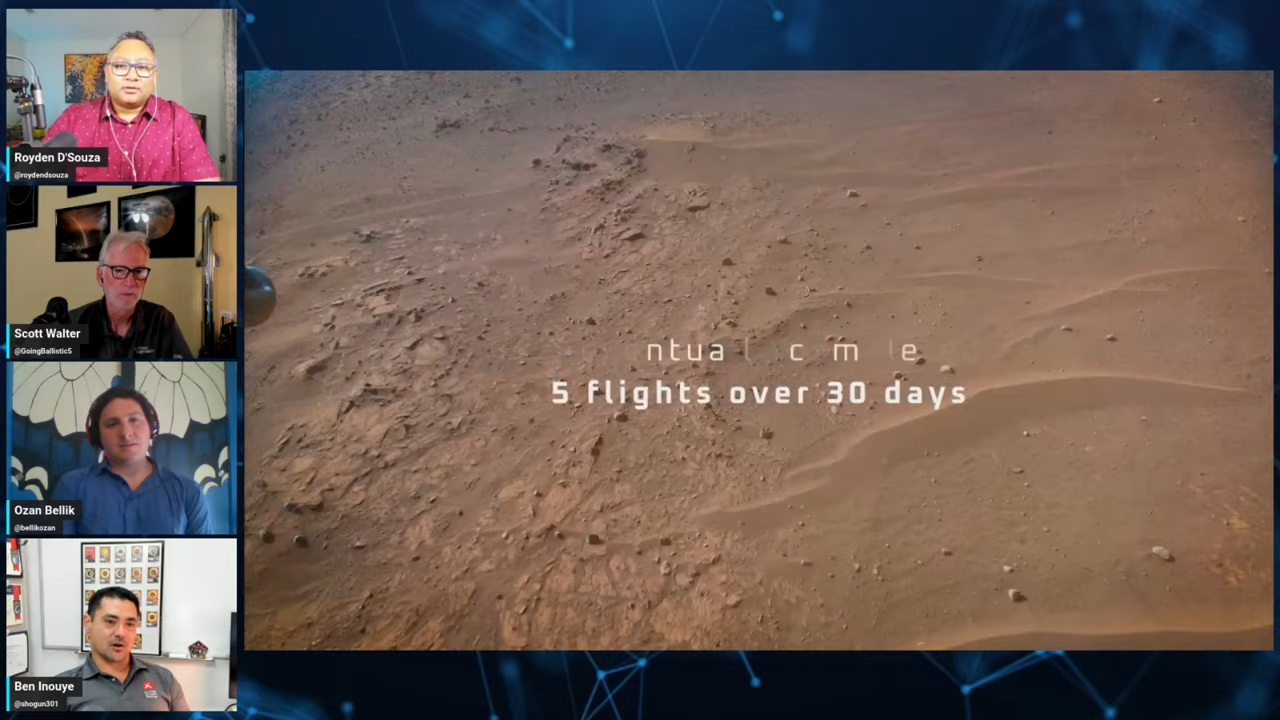 Royden D'Souza
@roydendsouza
Scott Walter
@GoingBallistic5
Ozan Bellik
@bellikozan
Ben Inouye
@shogun301
5 flights over 30 days